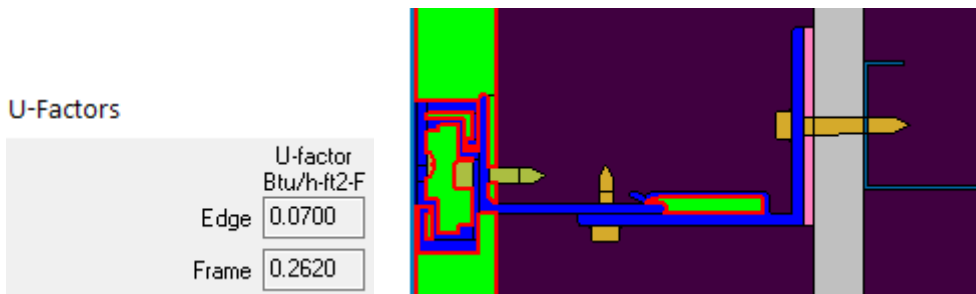 U-Factors
U-factor
Btu/h-ft2-F
Edge 0.0700
Frame 0.2620